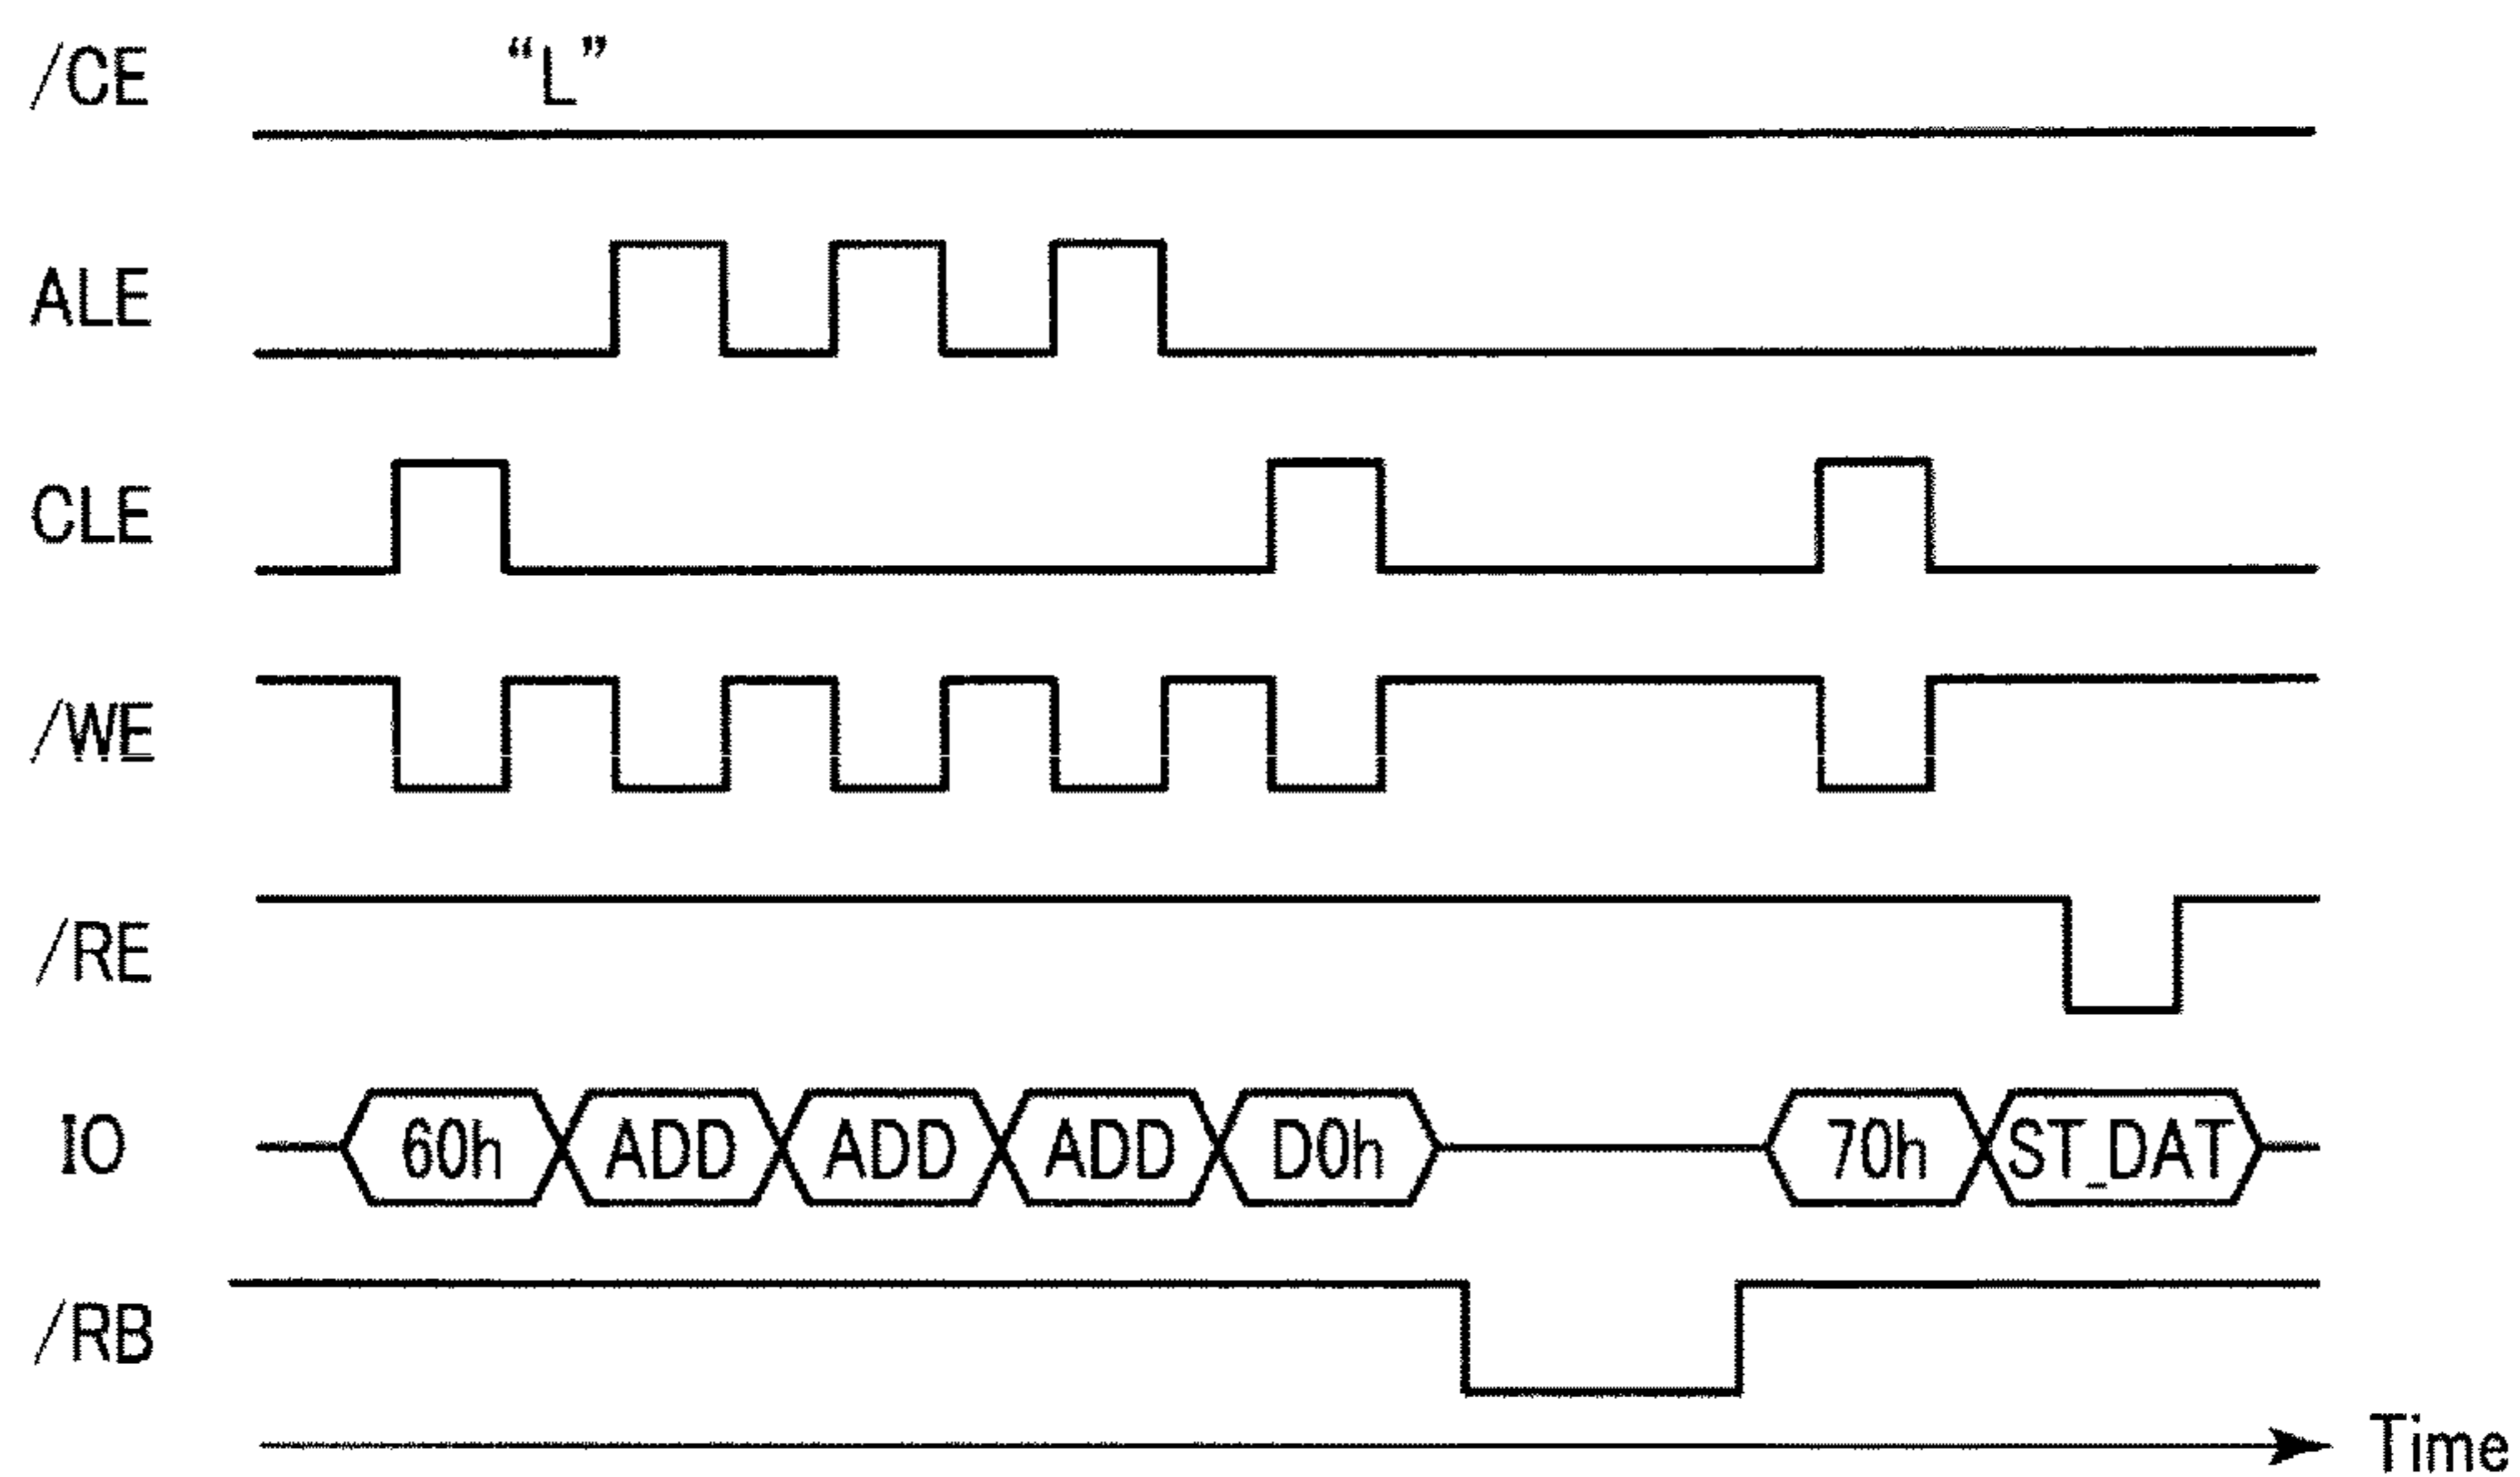 /CE “L”
ALE
CLE
/WE
/RE
IO 60h ADD ADD ADD D0h 70h ST_DAT
/RB
Time